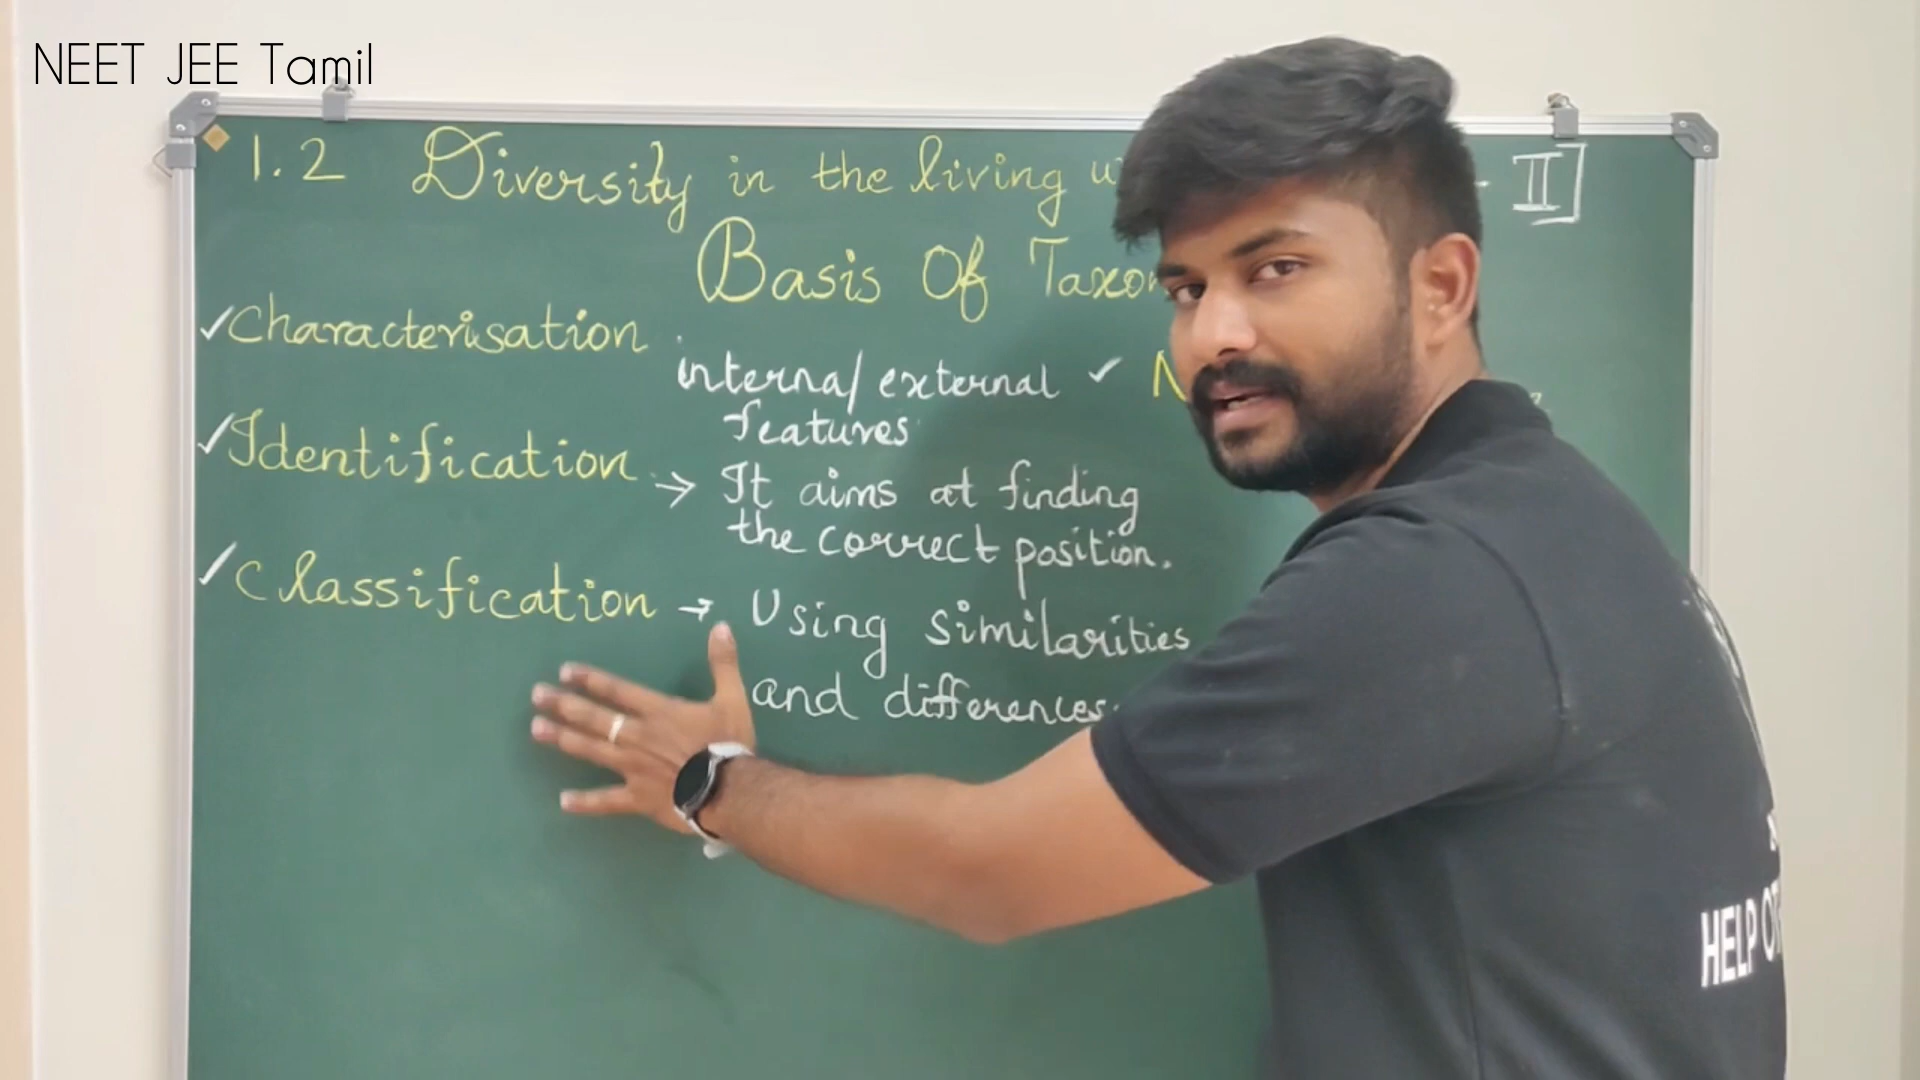 NEET JEE Tamil
1.2 Diversity in the living - II]
Basis Of
✓ Characterisation
internal/ external ✓
features
✓ Identification → It aims at finding
the correct position.
✓ Classification → Using similarities
and differences.
HELP